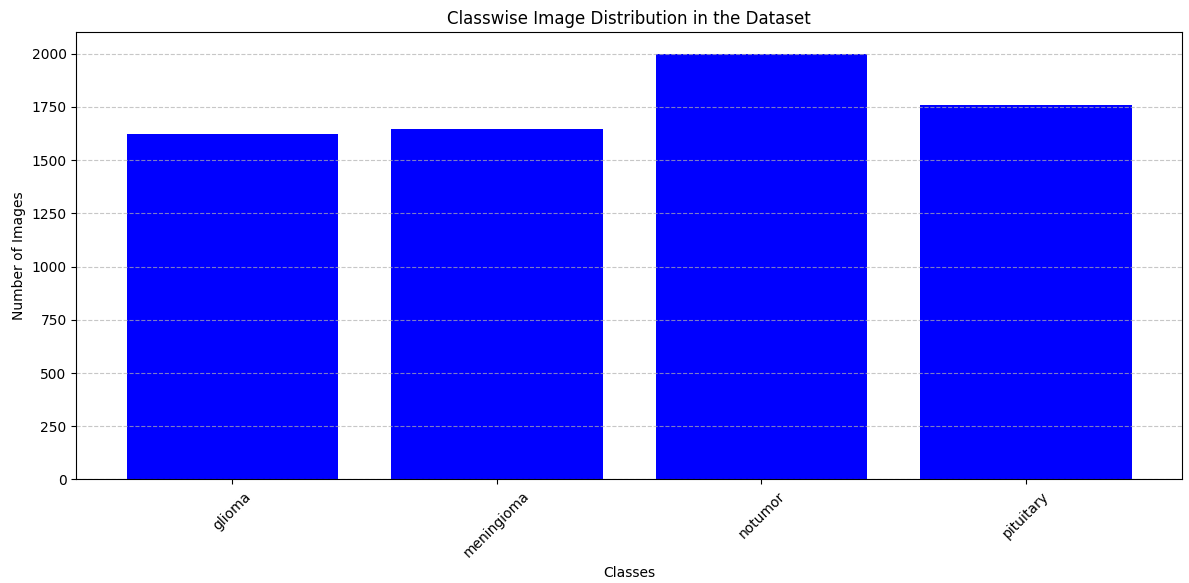 Classwise Image Distribution in the Dataset
Number of Images
2000
1750
1500
1250
1000
750
500
250
0
glioma
meningioma
notumor
pituitary
Classes